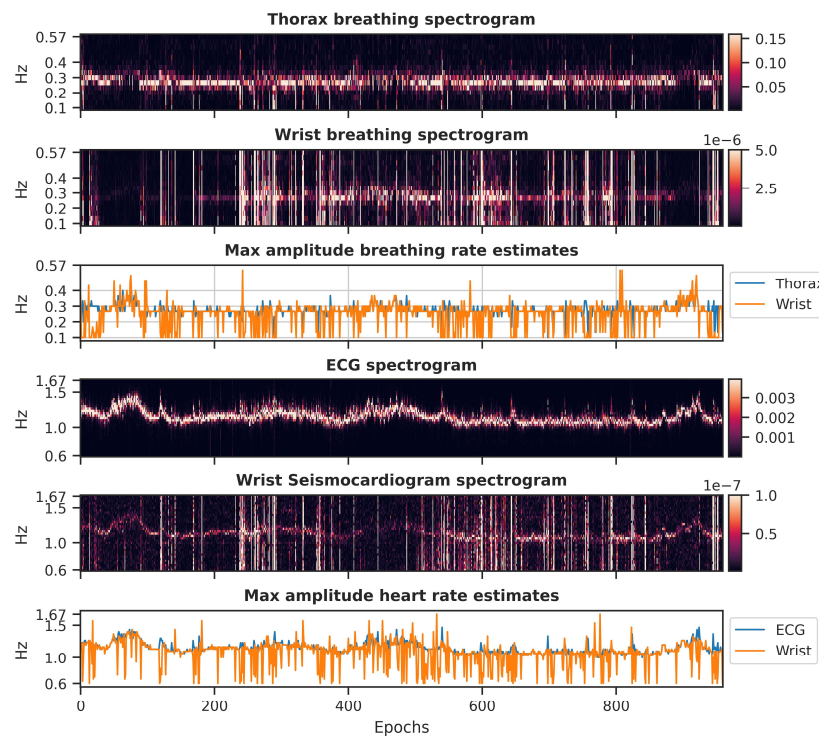 Thorax breathing spectrogram
0.57
0.4
0.3
0.2
0.1
Hz
0.15
0.10
0.05
Wrist breathing spectrogram
1e−6
0.57
0.4
0.3
0.2
0.1
Hz
5.0
2.5
Max amplitude breathing rate estimates
0.57
0.4
0.3
0.2
0.1
Hz
Thorax
Wrist
ECG spectrogram
1.67
1.5
1.0
0.6
Hz
0.003
0.002
0.001
Wrist Seismocardiogram spectrogram
1e−7
1.67
1.5
1.0
0.6
Hz
1.0
0.5
Max amplitude heart rate estimates
1.67
1.5
1.0
0.6
Hz
ECG
Wrist
0 200 400 600 800
Epochs